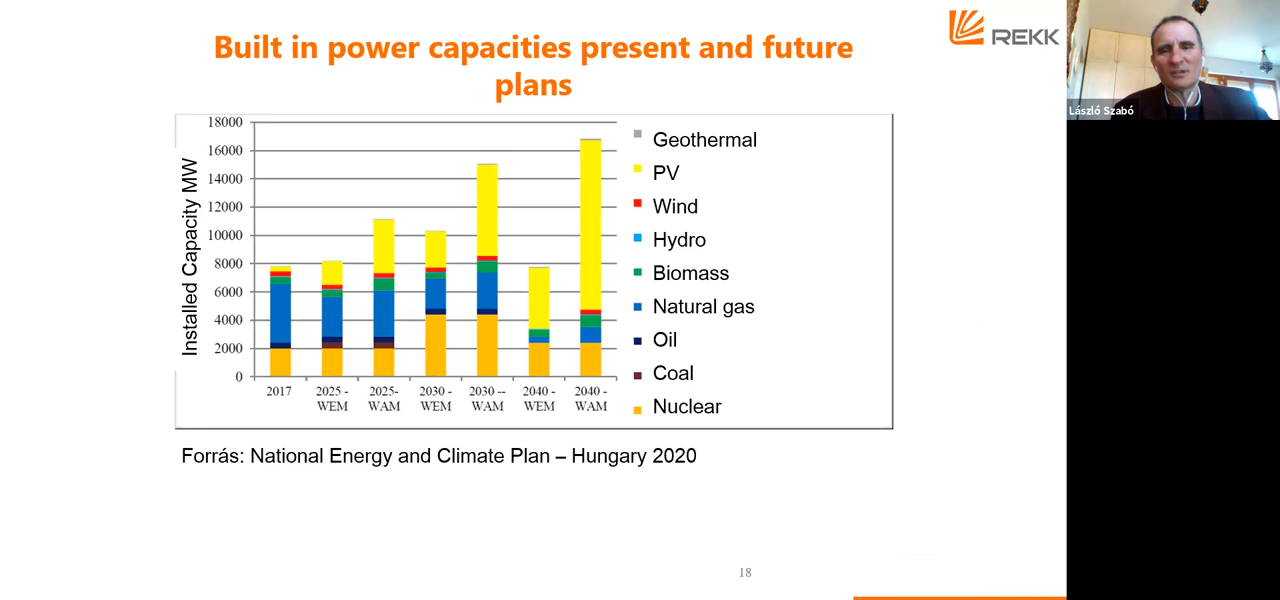 Built in power capacities present and future
plans
REKK
László Szabó
Installed Capacity MW
18000
16000
14000
12000
10000
8000
6000
4000
2000
0
2017
2025 -
WEM
2025-
WAM
2030 -
WEM
2030 --
WAM
2040 -
WEM
2040 -
WAM
Geothermal
PV
Wind
Hydro
Biomass
Natural gas
Oil
Coal
Nuclear
Forrás: National Energy and Climate Plan – Hungary 2020
18